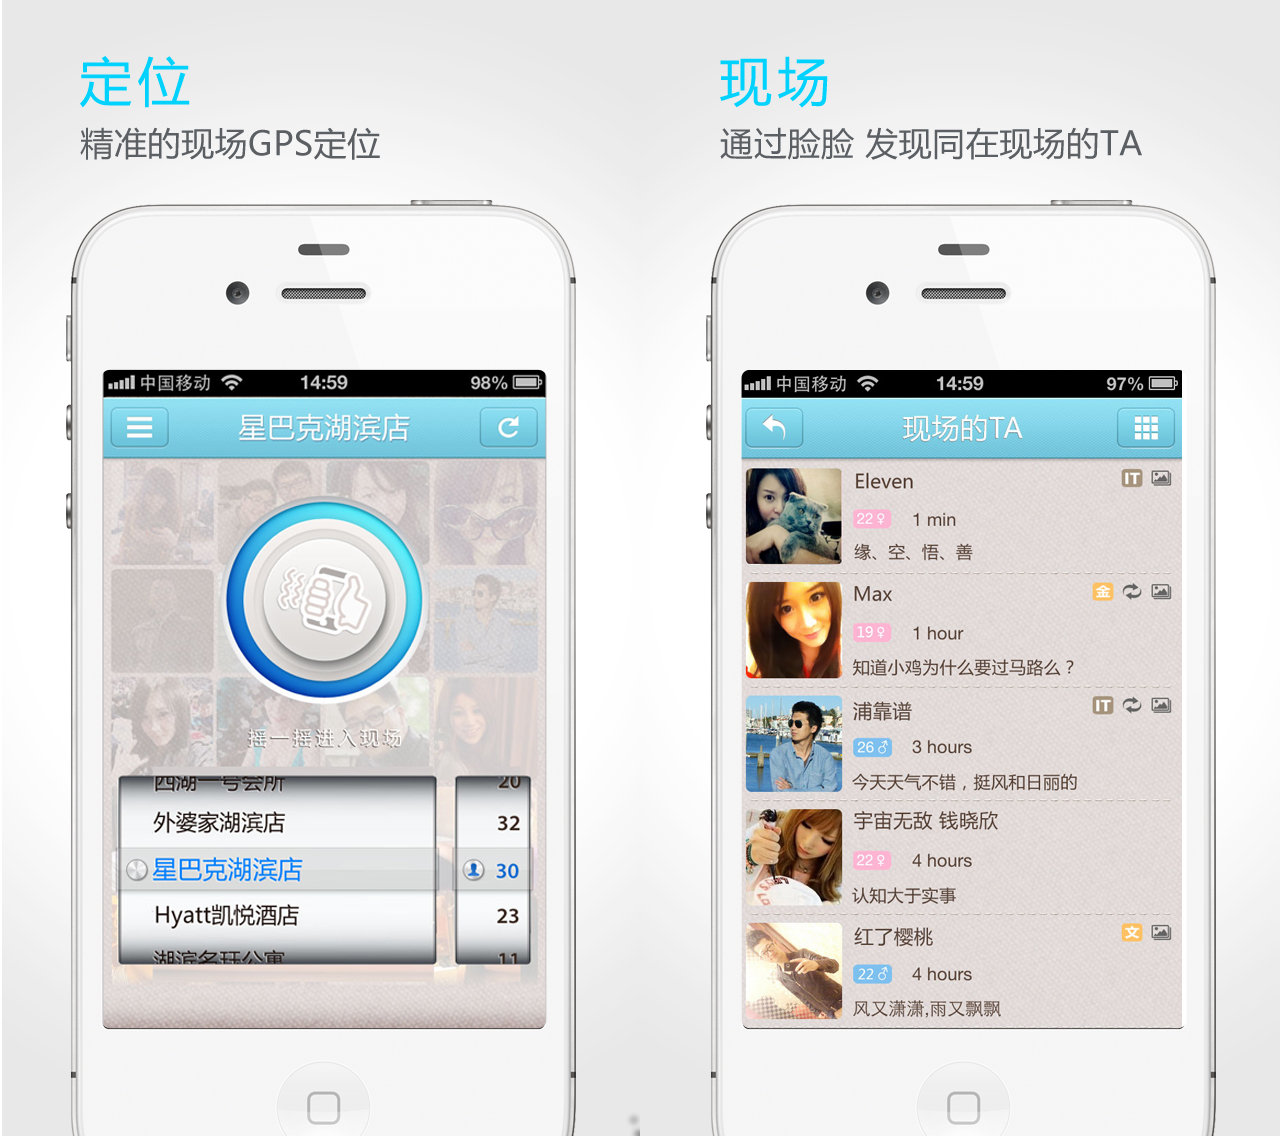 定位
精准的现场GPS定位
中国移动 14:59 98%
星巴克湖滨店
摇一摇进入现场
西湖一号会所 20
外婆家湖滨店 32
星巴克湖滨店 30
Hyatt凯悦酒店 23
湖滨名珏公寓 11
现场
通过脸脸 发现同在现场的TA
中国移动 14:59 97%
现场的TA
Eleven IT
22♀ 1 min
缘、空、悟、善
Max 金
19♀ 1 hour
知道小鸡为什么要过马路么？
浦靠谱 IT
26♂ 3 hours
今天天气不错，挺风和日丽的
宇宙无敌 钱晓欣
22♀ 4 hours
认知大于实事
红了樱桃 文
22♂ 4 hours
风又潇潇,雨又飘飘